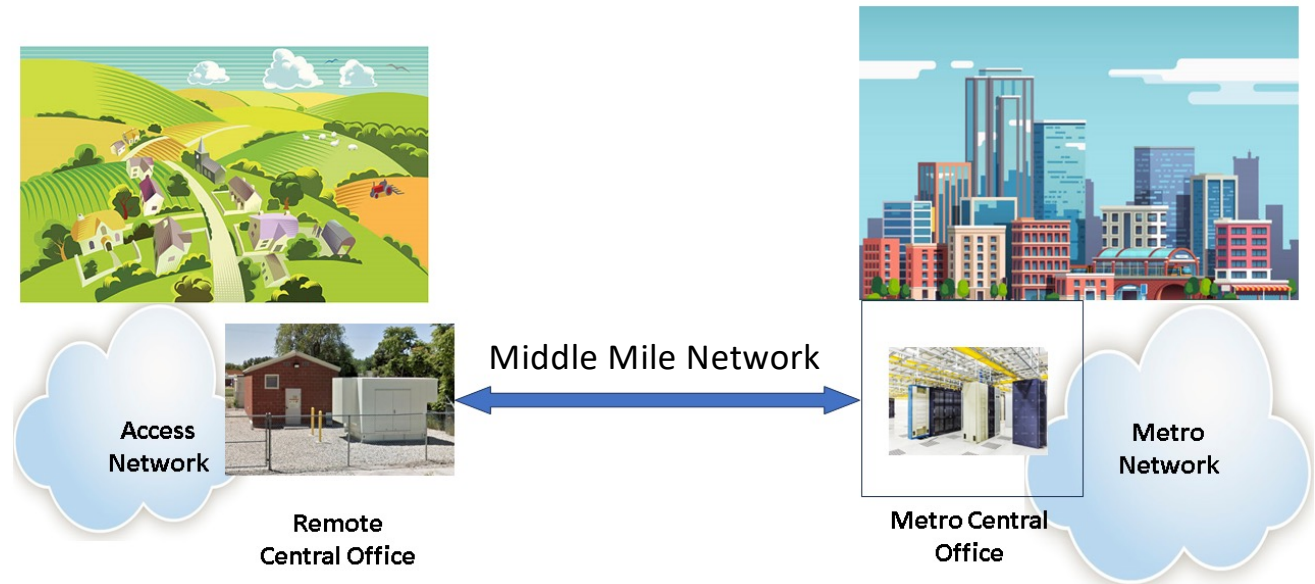 Middle Mile Network
Access
Network
Remote
Central Office
Metro Central
Office
Metro
Network